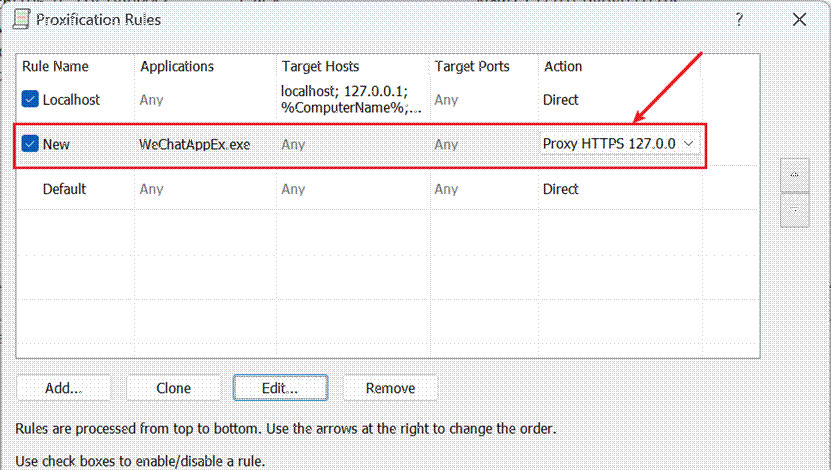 Proxification Rules ?
Rule Name Applications Target Hosts Target Ports Action
Localhost Any localhost; 127.0.0.1; %ComputerName%;... Any Direct
New WeChatAppEx.exe Any Any Proxy HTTPS 127.0.0
Default Any Any Any Direct
Add... Clone Edit... Remove
Rules are processed from top to bottom. Use the arrows at the right to change the order.
Use check boxes to enable/disable a rule.